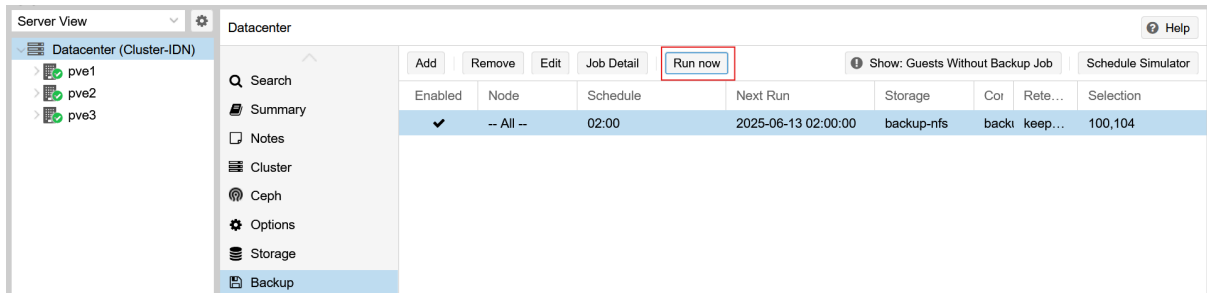 Server View
Datacenter
Help
Datacenter (Cluster-IDN)
pve1
pve2
pve3
Search
Summary
Notes
Cluster
Ceph
Options
Storage
Backup
Add Remove Edit Job Detail Run now Show: Guests Without Backup Job Schedule Simulator
Enabled Node Schedule Next Run Storage Cor Rete... Selection
-- All -- 02:00 2025-06-13 02:00:00 backup-nfs backu keep... 100,104